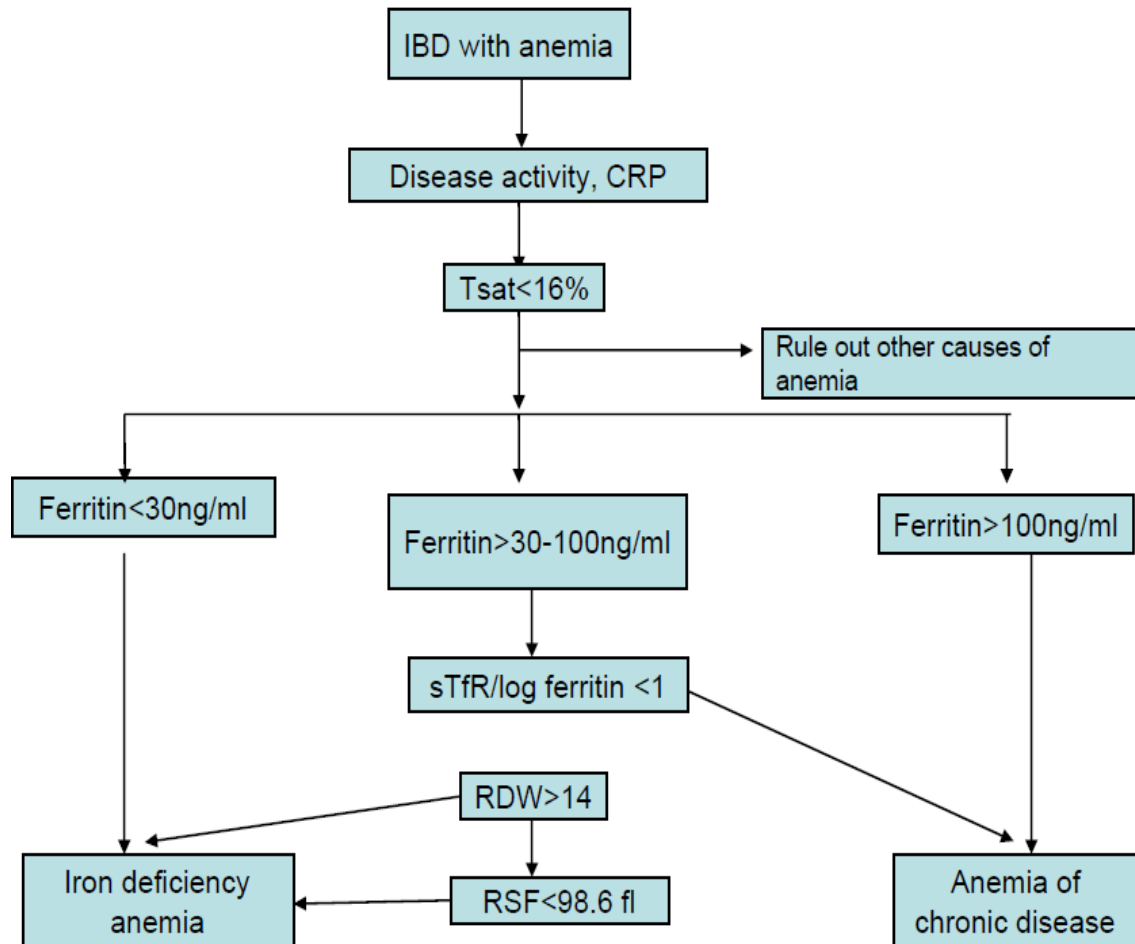 IBD with anemia
Disease activity, CRP
Tsat<16%
Rule out other causes of
anemia
Ferritin<30ng/ml
Ferritin>30-100ng/ml
Ferritin>100ng/ml
sTfR/log ferritin <1
RDW>14
Iron deficiency
anemia
RSF<98.6 fl
Anemia of
chronic disease